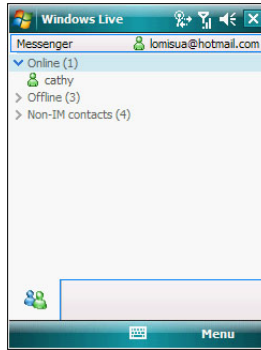 Windows Live
Messenger lomisua@hotmail.com
Online (1)
cathy
Offline (3)
Non-IM contacts (4)
Menu